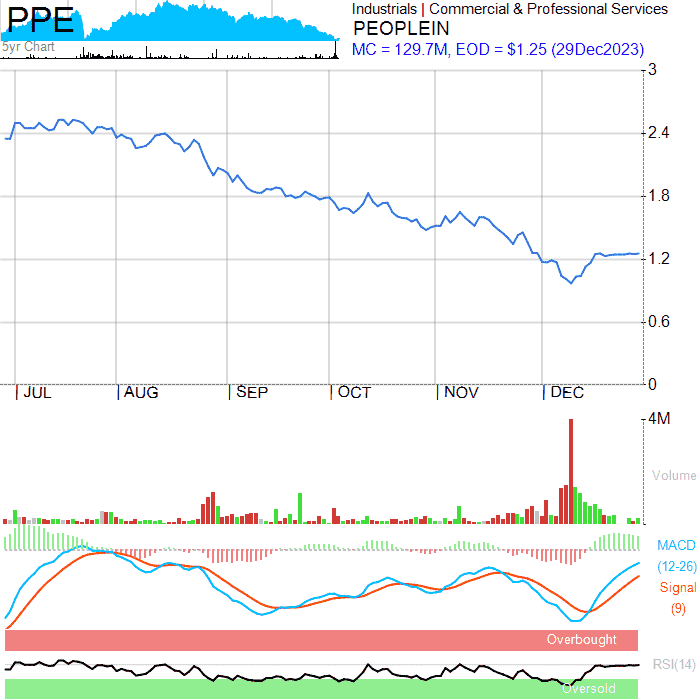 PPE
5yr Chart
Industrials | Commercial & Professional Services
PEOPLEIN
MC = 129.7M, EOD = $1.25 (29Dec2023)
3
2.4
1.8
1.2
0.6
0
JUL AUG SEP OCT NOV DEC
4M
Volume
MACD
(12-26)
Signal
(9)
Overbought
RSI(14)
Oversold